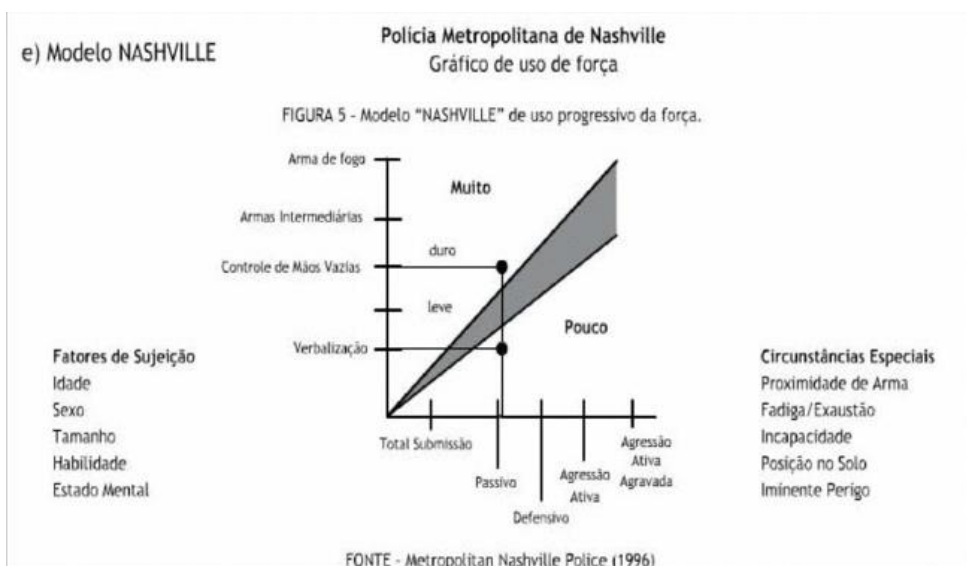 e) Modelo NASHVILLE
Polícia Metropolitana de Nashville
Gráfico de uso de força
FIGURA 5 - Modelo “NASHVILLE” de uso progressivo da força.
Arma de fogo
Muito
Armas Intermediárias
duro
Controle de Mãos Vazias
leve
Pouco
Verbalização
Fatores de Sujeição
Idade
Sexo
Tamanho
Habilidade
Estado Mental
Total Submissão
Passivo
Defensivo
Agressão
Ativa
Agressão
Ativa
Agravada
Circunstâncias Especiais
Proximidade de Arma
Fadiga/Exaustão
Incapacidade
Posição no Solo
Iminente Perigo
FONTE - Metropolitan Nashville Police (1996)